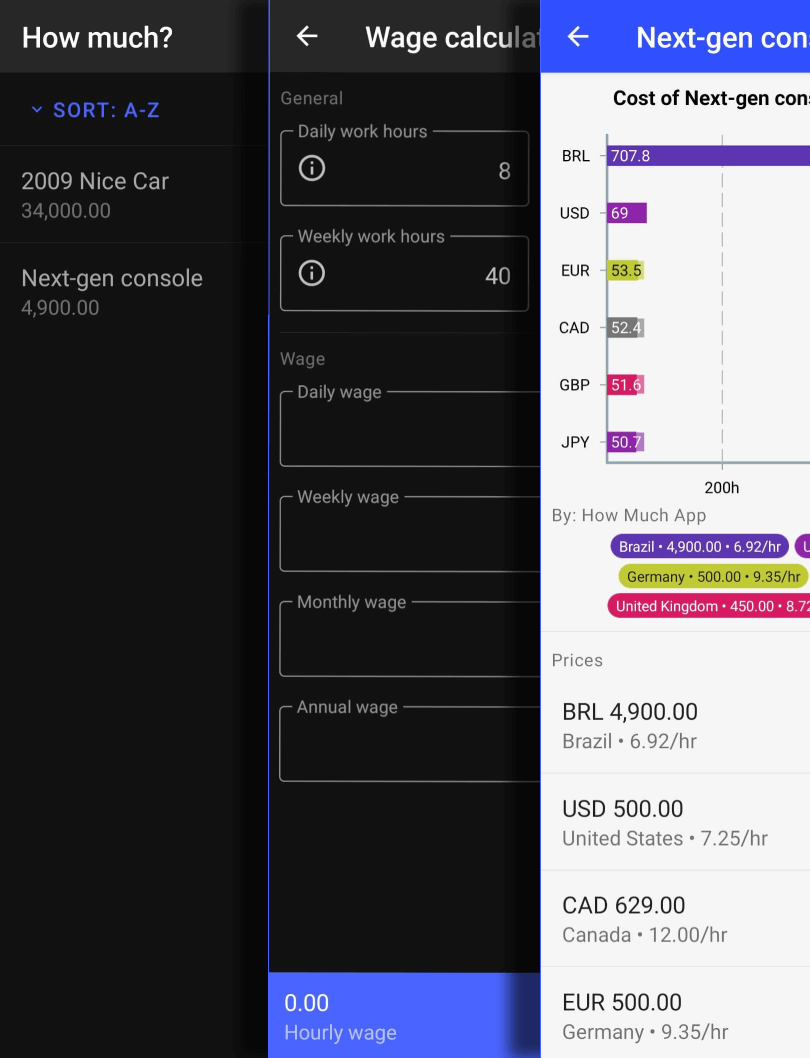 How much?
SORT: A-Z
2009 Nice Car
34,000.00
Next-gen console
4,900.00
Wage calculat
General
Daily work hours
8
Weekly work hours
40
Wage
Daily wage
Weekly wage
Monthly wage
Annual wage
0.00
Hourly wage
Next-gen con
Cost of Next-gen con
BRL 707.8
USD 69
EUR 53.5
CAD 52.4
GBP 51.6
JPY 50.7
200h
By: How Much App
Brazil • 4,900.00 • 6.92/hr U
Germany • 500.00 • 9.35/hr
United Kingdom • 450.00 • 8.72
Prices
BRL 4,900.00
Brazil • 6.92/hr
USD 500.00
United States • 7.25/hr
CAD 629.00
Canada • 12.00/hr
EUR 500.00
Germany • 9.35/hr